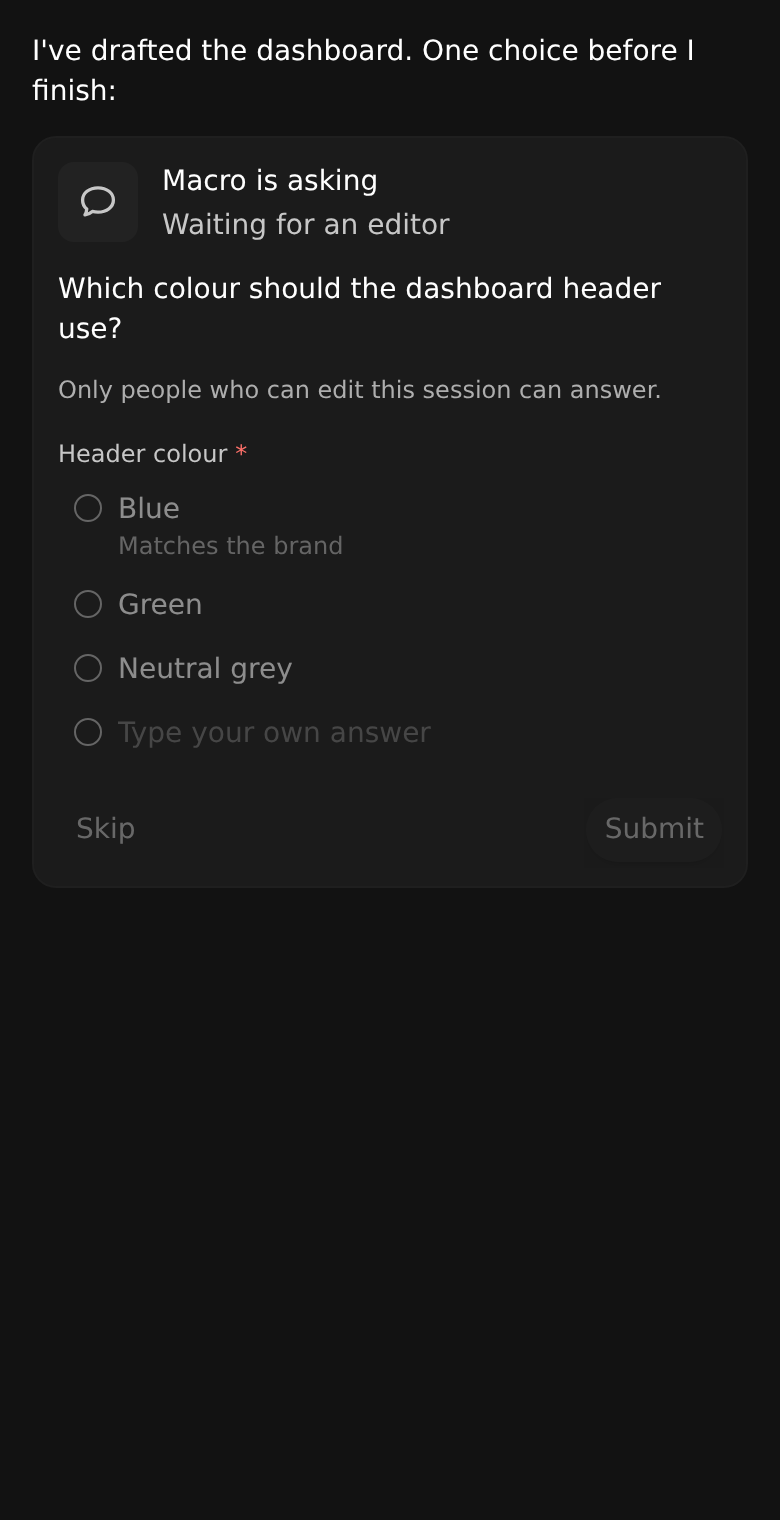 I've drafted the dashboard. One choice before I
finish:
Macro is asking
Waiting for an editor
Which colour should the dashboard header
use?
Only people who can edit this session can answer.
Header colour *
Blue
Matches the brand
Green
Neutral grey
Type your own answer
Skip
Submit